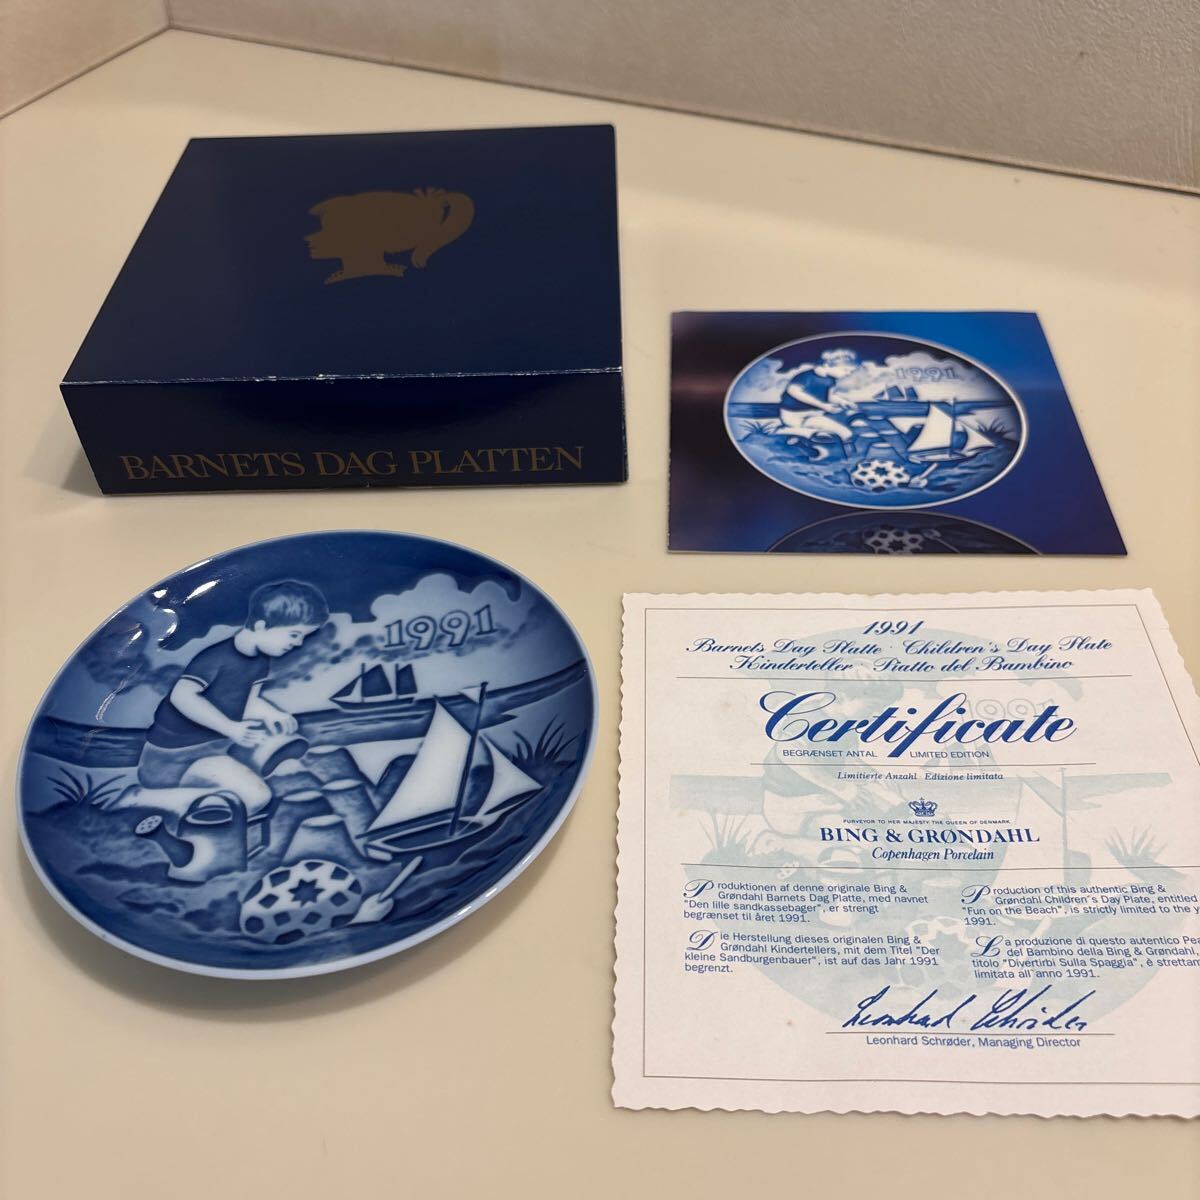 BARNETS DAG PLATTEN
1991
1991
1991
Barnets Dag Platte · Children's Day Plate
Kinderteller · Piatto del Bambino
1991
Certificate
BEGRÆNSET ANTAL LIMITED EDITION
Limitierte Anzahl Edizione limitata
PURVEYOR TO HER MAJESTY THE QUEEN OF DENMARK
BING & GRØNDAHL
Copenhagen Porcelain
Produktionen af denne originale Bing &
Grøndahl Barnets Dag Platte, med navnet
"Den lille sandkassebager", er strengt
begrænset til året 1991.
Production of this authentic Bing &
Grøndahl Children's Day Plate, entitled
"Fun on the Beach", is strictly limited to the
1991.
Die Herstellung dieses originalen Bing &
Grøndahl Kindertellers, mit dem Titel "Der
kleine Sandburgenbauer", ist auf das Jahr 1991
begrenzt.
La produzione di questo autentico
del Bambino della Bing & Grøndahl,
titolo "Divertirbi Sulla Spaggia", è
limitata all'anno 1991.
Leonhard Schrøder
Leonhard Schrøder, Managing Director